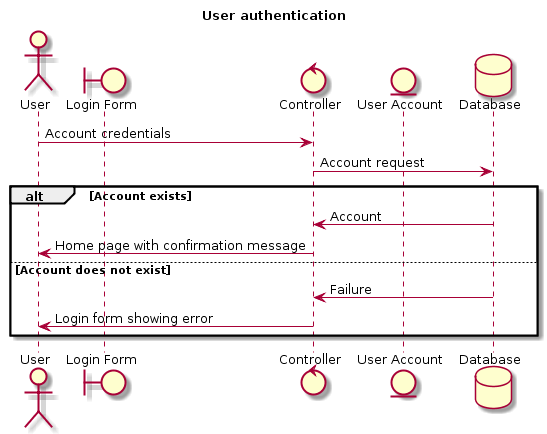 User authentication
User Login Form Controller User Account Database
Account credentials
Account request
alt [Account exists]
Account
Home page with confirmation message
[Account does not exist]
Failure
Login form showing error
User Login Form Controller User Account Database